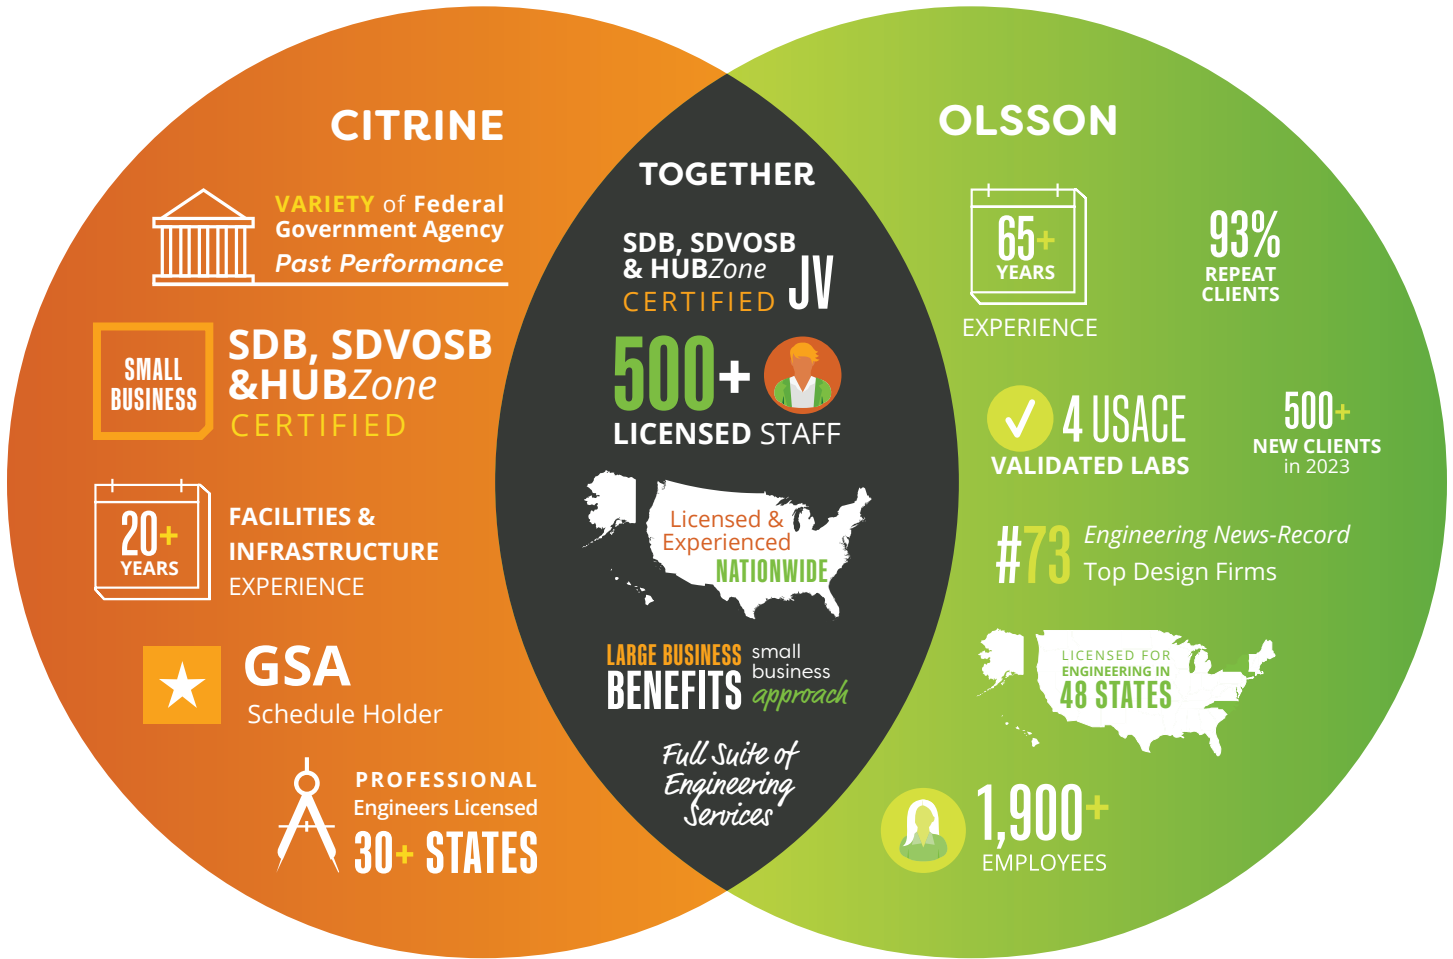 CITRINE
VARIETY of Federal
Government Agency
Past Performance
SMALL
BUSINESS
SDB, SDVOSB
&HUBZone
CERTIFIED
20+
YEARS
FACILITIES &
INFRASTRUCTURE
EXPERIENCE
GSA
Schedule Holder
PROFESSIONAL
Engineers Licensed
30+ STATES
TOGETHER
SDB, SDVOSB
& HUBZone
CERTIFIED
JV
500+
LICENSED STAFF
Licensed &
Experienced
NATIONWIDE
LARGE BUSINESS
BENEFITS
small
business
approach
Full Suite of
Engineering
Services
OLSSON
65+
YEARS
EXPERIENCE
93%
REPEAT
CLIENTS
4 USACE
VALIDATED LABS
500+
NEW CLIENTS
in 2023
#73
Engineering News-Record
Top Design Firms
LICENSED FOR
ENGINEERING IN
48 STATES
1,900+
EMPLOYEES